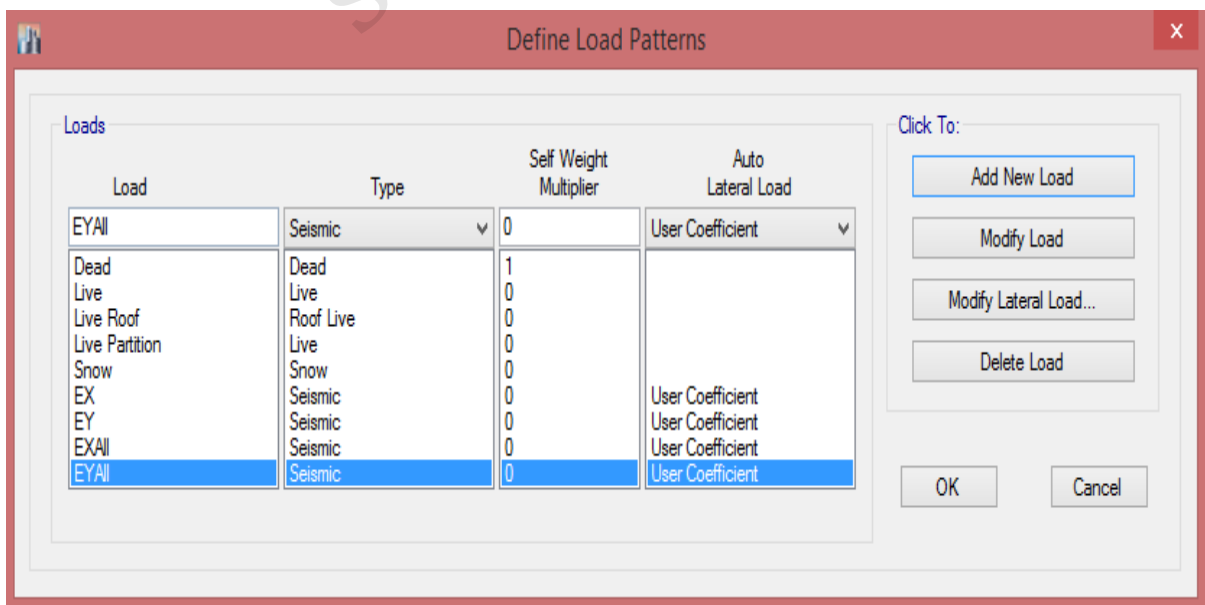 Define Load Patterns
x
Loads
Click To:
Load Type Self Weight Multiplier Auto Lateral Load
EYAll Seismic 0 User Coefficient
Dead Dead 1
Live Live 0
Live Roof Roof Live 0
Live Partition Live 0
Snow Snow 0
EX Seismic 0 User Coefficient
EY Seismic 0 User Coefficient
EXAll Seismic 0 User Coefficient
EYAll Seismic 0 User Coefficient
Add New Load
Modify Load
Modify Lateral Load...
Delete Load
OK Cancel